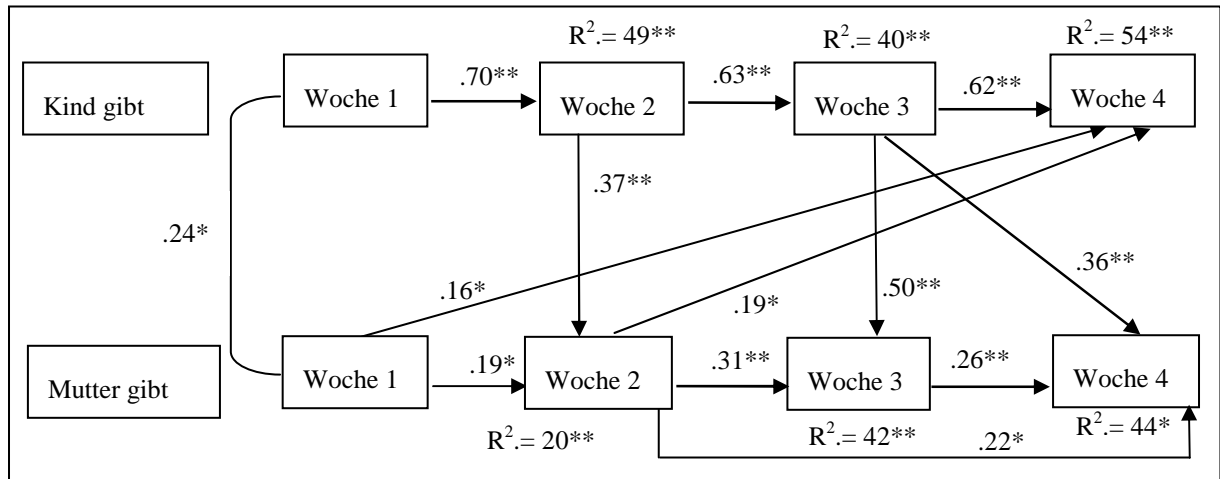 R².= 49**
R².= 40**
R².= 54**
Kind gibt
Woche 1
.70**
Woche 2
.63**
Woche 3
.62**
Woche 4
.37**
.24*
.36**
.16*
.19*
.50**
Mutter gibt
Woche 1
.19*
Woche 2
.31**
Woche 3
.26**
Woche 4
R².= 20**
R².= 42**
R².= 44*
.22*